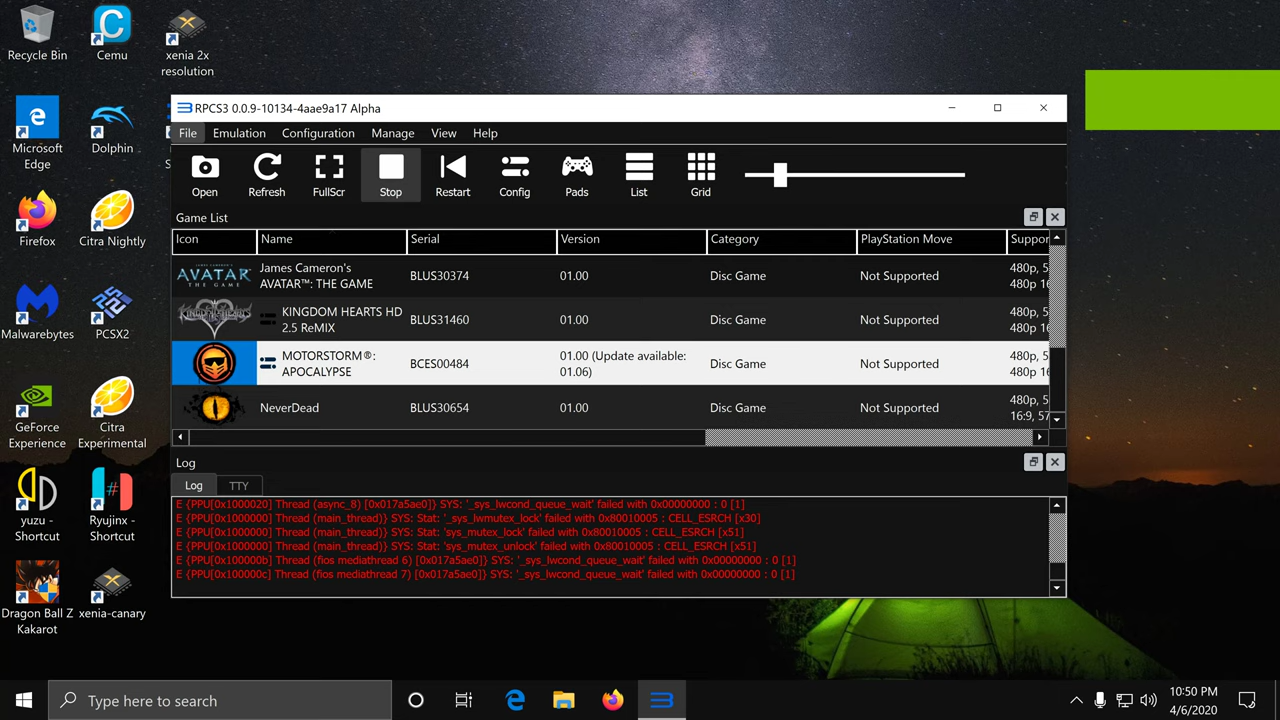 Recycle Bin
Cemu
xenia 2x
resolution
Microsoft
Edge
Dolphin
S
Firefox
Citra Nightly
Malwarebytes
PCSX2
GeForce
Experience
Citra
Experimental
yuzu -
Shortcut
Ryujinx -
Shortcut
Dragon Ball Z
Kakarot
xenia-canary
RPCS3 0.0.9-10134-4aae9a17 Alpha
File Emulation Configuration Manage View Help
Open Refresh FullScr Stop Restart Config Pads List Grid
Game List
Icon Name Serial Version Category PlayStation Move Suppor
AVATAR
THE GAME
James Cameron's
AVATAR™: THE GAME
BLUS30374 01.00 Disc Game Not Supported
480p, 5
480p 16
KINGDOM HEARTS
KINGDOM HEARTS HD
2.5 ReMIX
BLUS31460 01.00 Disc Game Not Supported
480p, 5
480p 16
MOTORSTORM®:
APOCALYPSE
BCES00484
01.00 (Update available:
01.06)
Disc Game Not Supported
480p, 5
480p 16
NeverDead BLUS30654 01.00 Disc Game Not Supported
480p, 5
16:9, 57
Log
Log TTY
E {PPU[0x1000020] Thread (async_8) [0x017a5ae0]} SYS: '_sys_lwcond_queue_wait' failed with 0x00000000 : 0 [1]
E {PPU[0x1000000] Thread (main_thread)} SYS: Stat: '_sys_lwmutex_lock' failed with 0x80010005 : CELL_ESRCH [x30]
E {PPU[0x1000000] Thread (main_thread)} SYS: Stat: 'sys_mutex_lock' failed with 0x80010005 : CELL_ESRCH [x51]
E {PPU[0x1000000] Thread (main_thread)} SYS: Stat: 'sys_mutex_unlock' failed with 0x80010005 : CELL_ESRCH [x51]
E {PPU[0x100000b] Thread (fios mediathread 6) [0x017a5ae0]} SYS: '_sys_lwcond_queue_wait' failed with 0x00000000 : 0 [1]
E {PPU[0x100000c] Thread (fios mediathread 7) [0x017a5ae0]} SYS: '_sys_lwcond_queue_wait' failed with 0x00000000 : 0 [1]
Type here to search
10:50 PM
4/6/2020